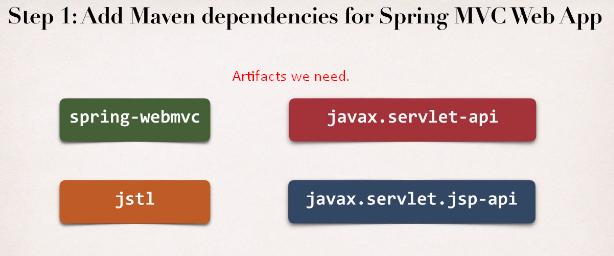 Step 1: Add Maven dependencies for Spring MVC Web App
Artifacts we need.
spring-webmvc
javax.servlet-api
jstl
javax.servlet.jsp-api